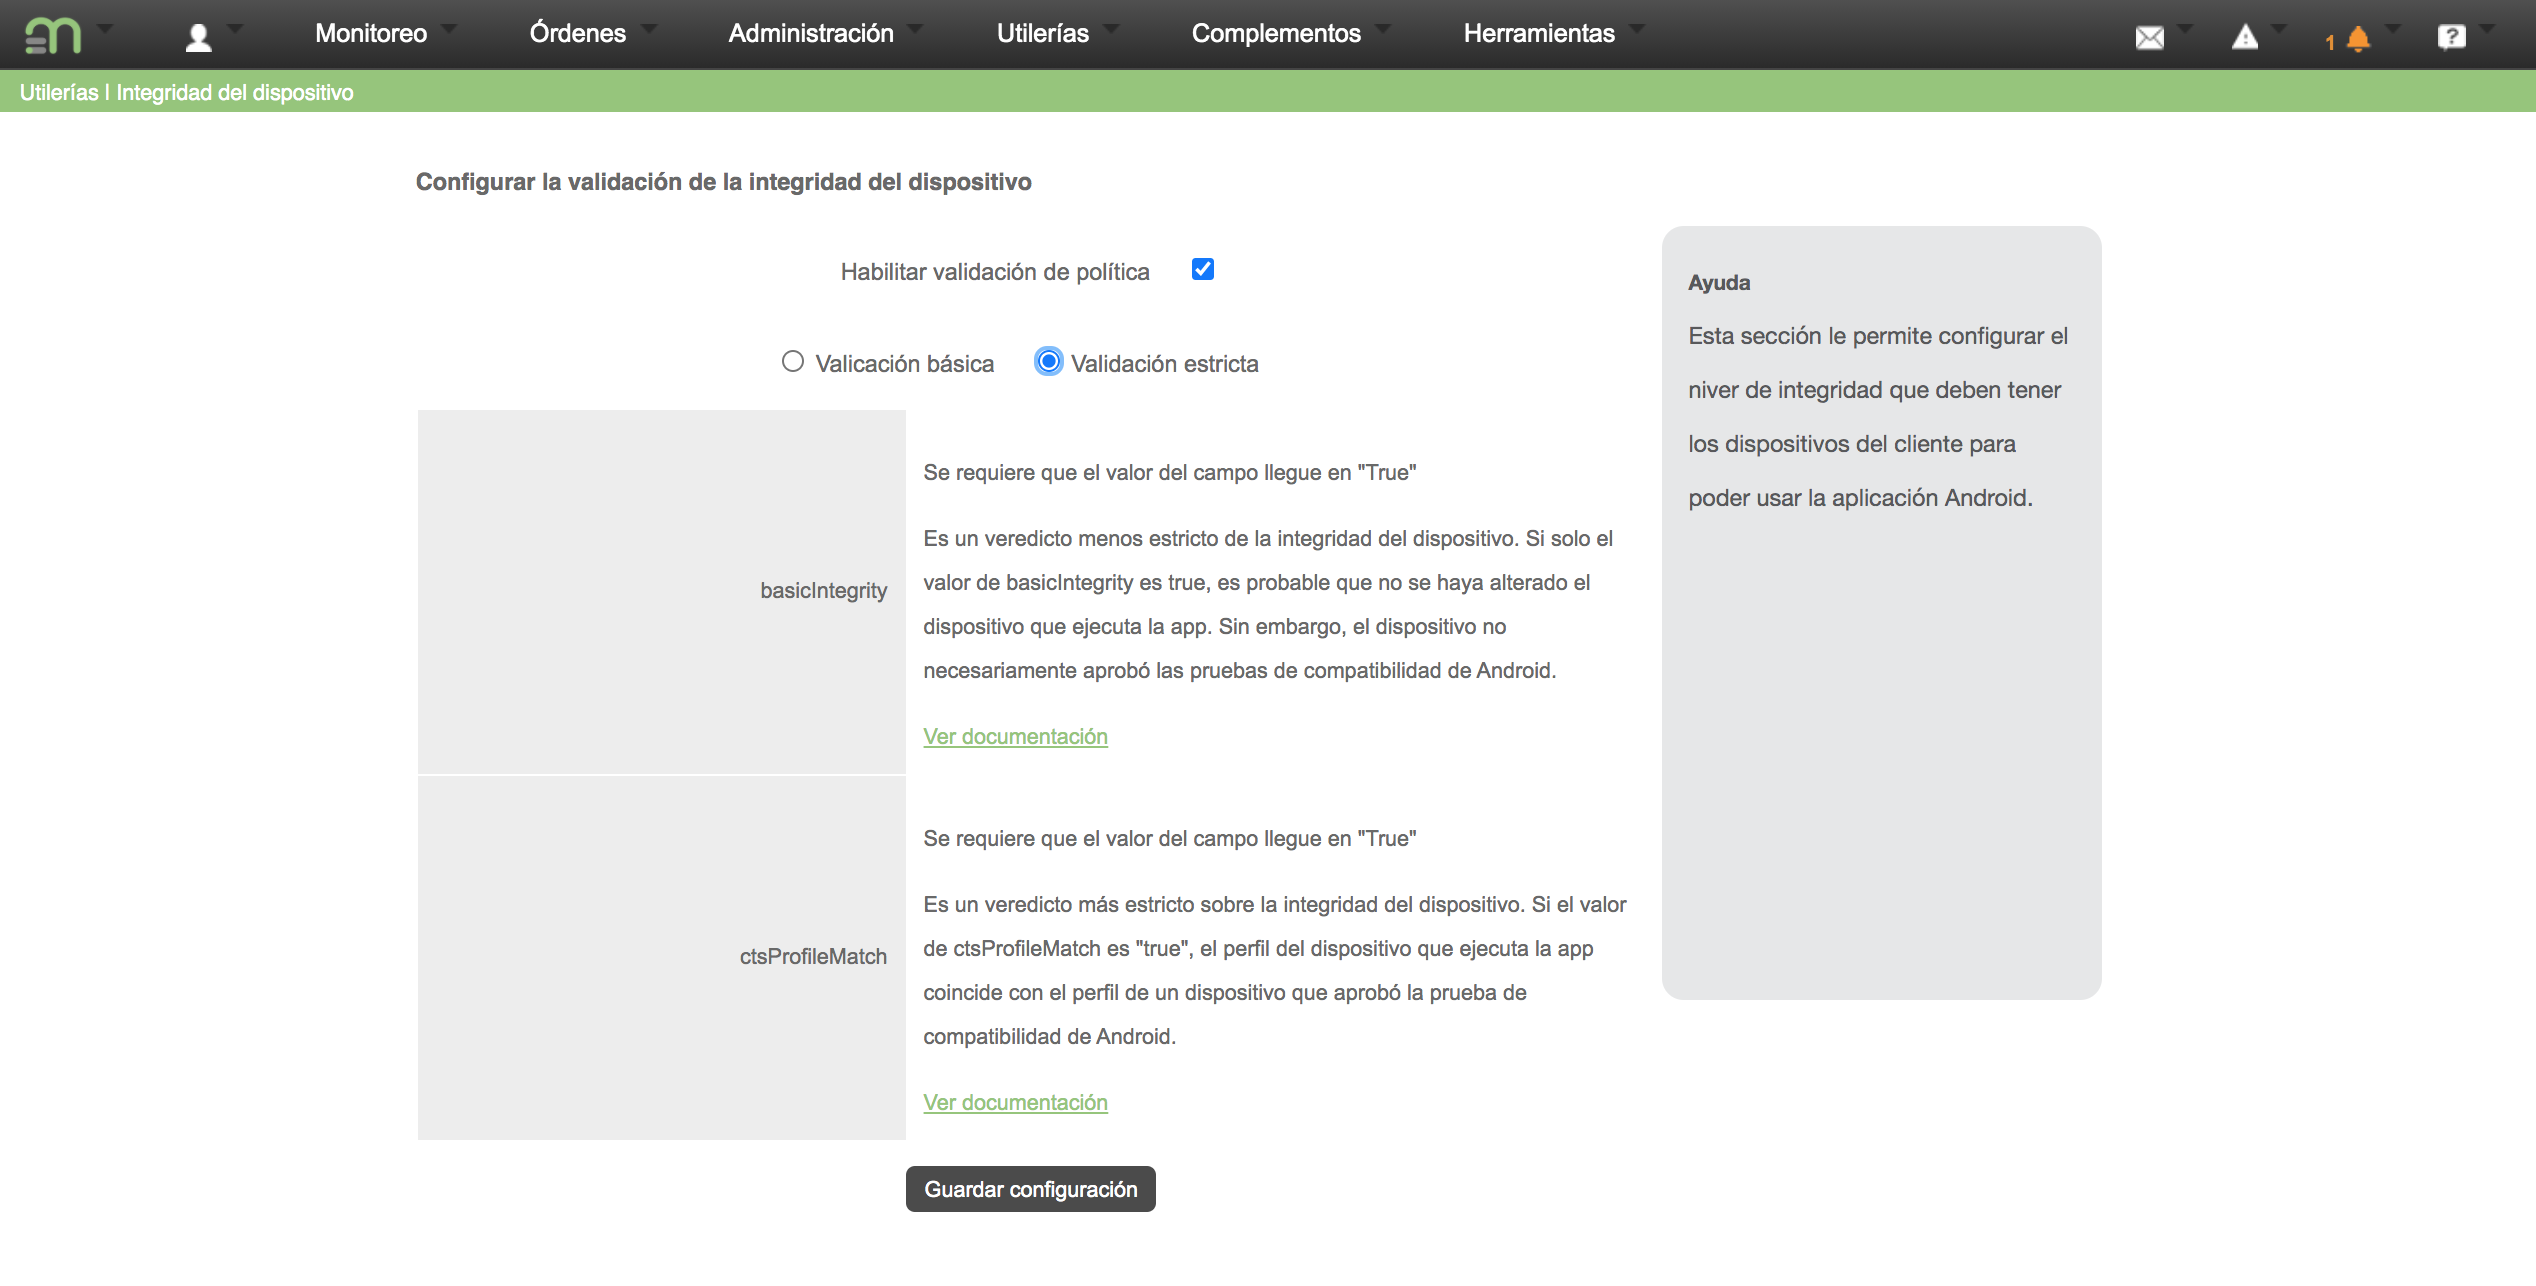 Monitoreo Órdenes Administración Utilerías Complementos Herramientas 1 ?
Utilerías | Integridad del dispositivo
Configurar la validación de la integridad del dispositivo
Habilitar validación de política
Valicación básica Validación estricta
basicIntegrity
Se requiere que el valor del campo llegue en "True"
Es un veredicto menos estricto de la integridad del dispositivo. Si solo el
valor de basicIntegrity es true, es probable que no se haya alterado el
dispositivo que ejecuta la app. Sin embargo, el dispositivo no
necesariamente aprobó las pruebas de compatibilidad de Android.
Ver documentación
ctsProfileMatch
Se requiere que el valor del campo llegue en "True"
Es un veredicto más estricto sobre la integridad del dispositivo. Si el valor
de ctsProfileMatch es "true", el perfil del dispositivo que ejecuta la app
coincide con el perfil de un dispositivo que aprobó la prueba de
compatibilidad de Android.
Ver documentación
Guardar configuración
Ayuda
Esta sección le permite configurar el
niver de integridad que deben tener
los dispositivos del cliente para
poder usar la aplicación Android.